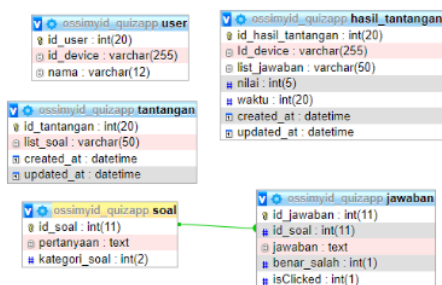 ossimyid_quizapp user
id_user : int(20)
id_device : varchar(255)
nama : varchar(12)
ossimyid_quizapp hasil_tantangan
id_hasil_tantangan : int(20)
Id_device : varchar(255)
list_jawaban : varchar(50)
nilai : int(5)
waktu : int(20)
created_at : datetime
updated_at : datetime
ossimyid_quizapp tantangan
id_tantangan : int(20)
list_soal : varchar(50)
created_at : datetime
updated_at : datetime
ossimyid_quizapp soal
id_soal : int(11)
pertanyaan : text
kategori_soal : int(2)
ossimyid_quizapp jawaban
id_jawaban : int(11)
id_soal : int(11)
jawaban : text
benar_salah : int(1)
isClicked : int(1)